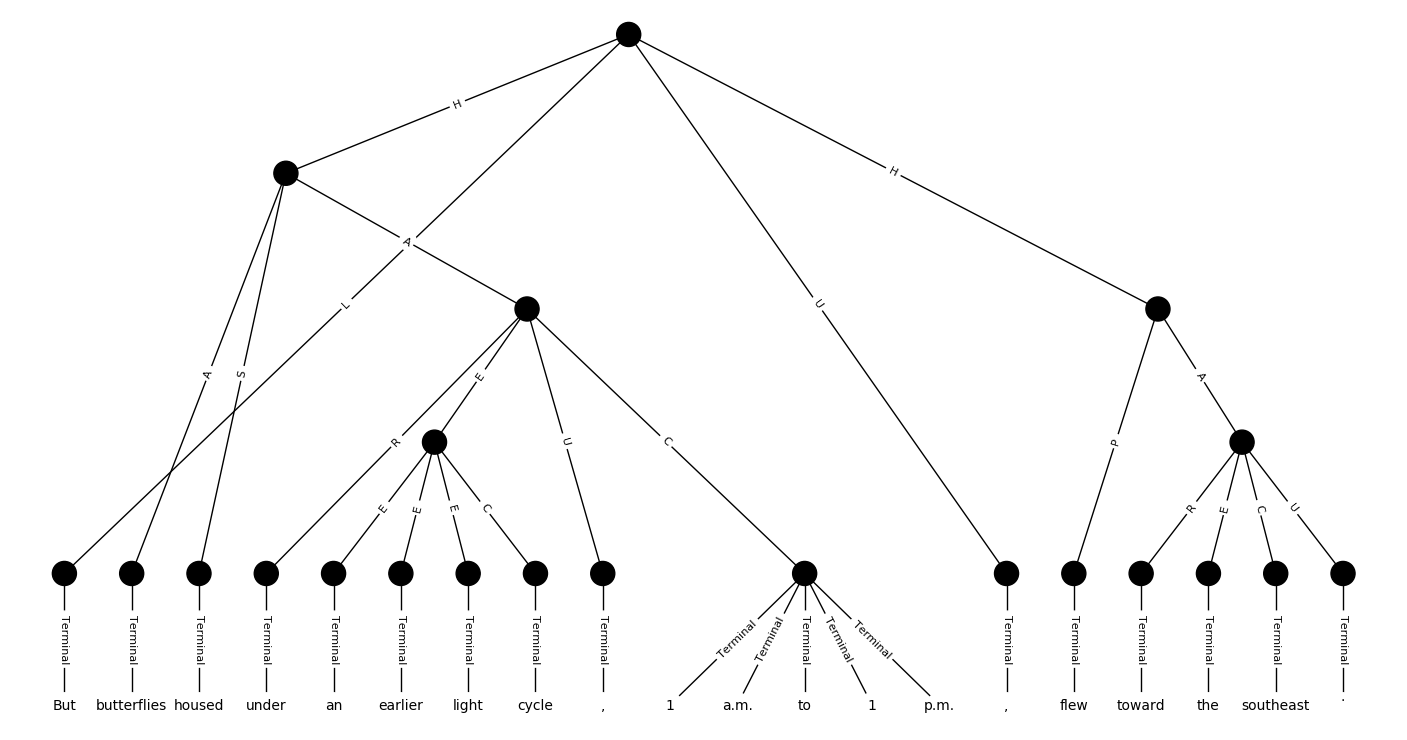 H
H
A
L
U
A
S
E
A
R
U
C
P
E
E
E
C
R
E
C
U
Terminal Terminal Terminal Terminal Terminal Terminal Terminal Terminal Terminal Terminal Terminal Terminal Terminal Terminal Terminal Terminal Terminal Terminal Terminal Terminal
But butterflies housed under an earlier light cycle , 1 a.m. to 1 p.m. , flew toward the southeast .